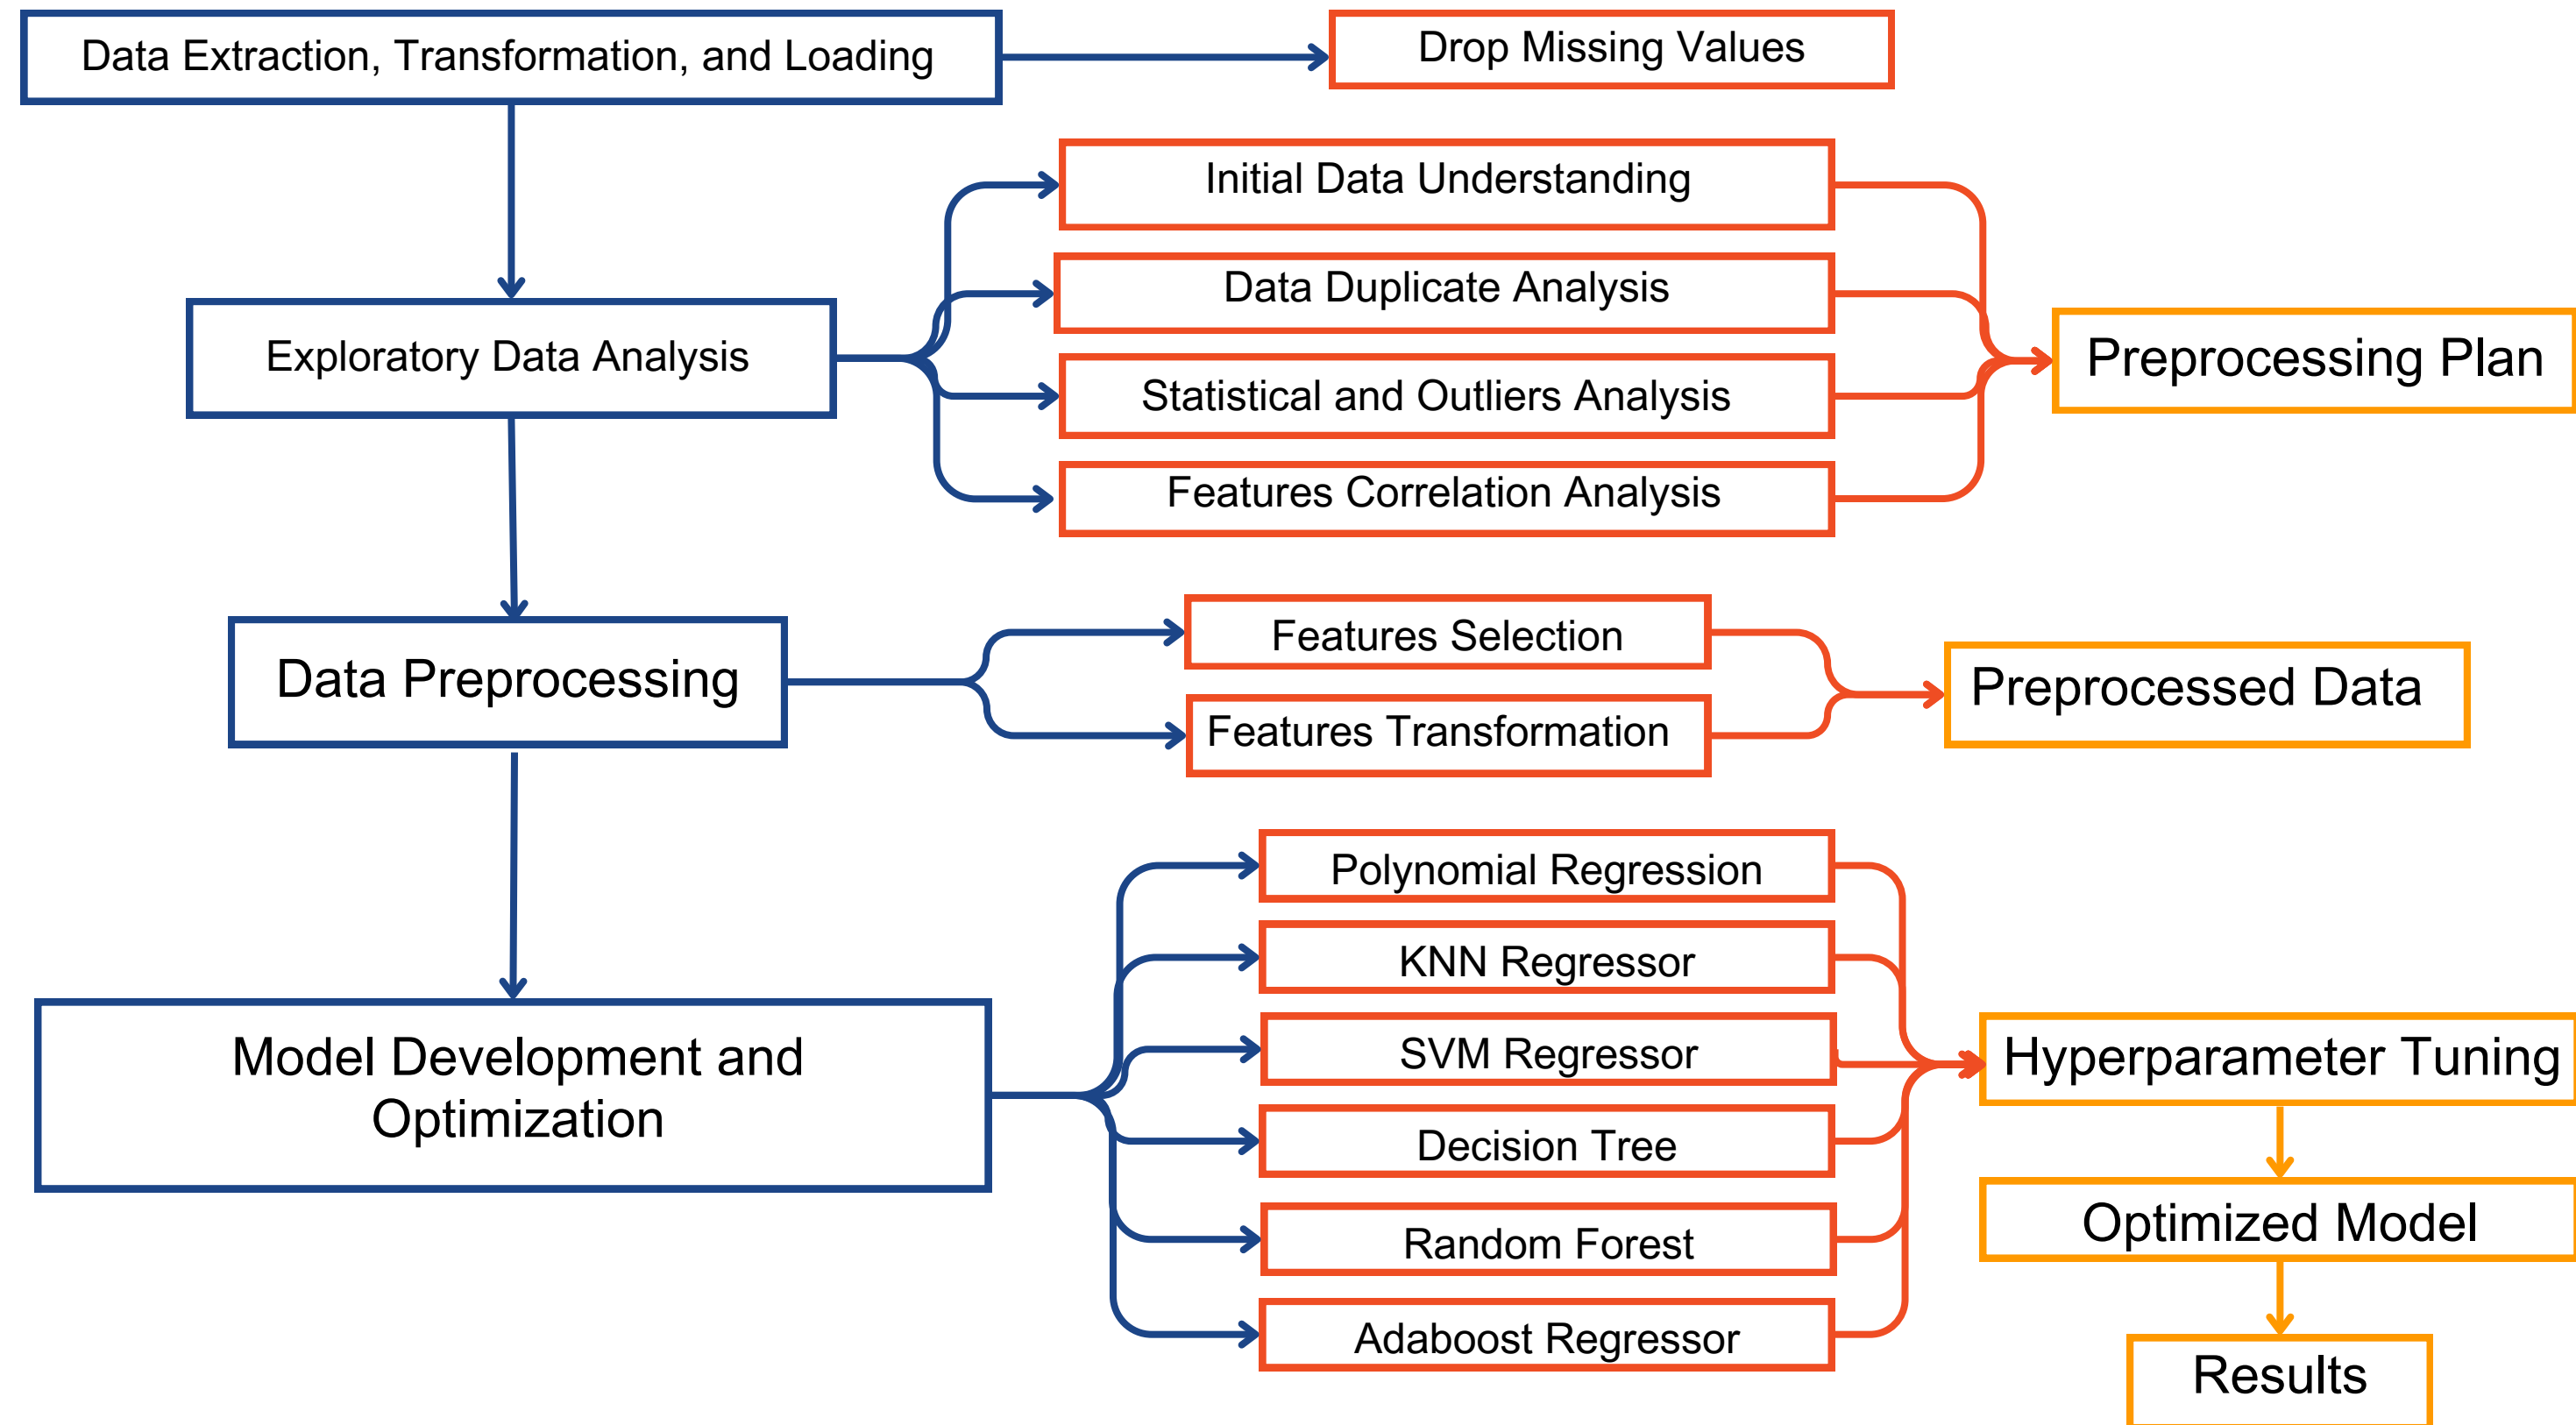 Data Extraction, Transformation, and Loading
Drop Missing Values
Initial Data Understanding
Data Duplicate Analysis
Exploratory Data Analysis
Statistical and Outliers Analysis
Features Correlation Analysis
Preprocessing Plan
Data Preprocessing
Features Selection
Features Transformation
Preprocessed Data
Model Development and
Optimization
Polynomial Regression
KNN Regressor
SVM Regressor
Decision Tree
Random Forest
Adaboost Regressor
Hyperparameter Tuning
Optimized Model
Results